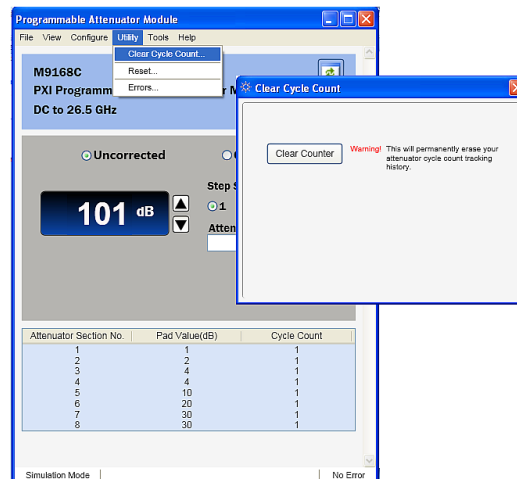 Programmable Attenuator Module
File View Configure Utility Tools Help
Clear Cycle Count...
Reset...
Errors...
M9168C
PXI Programm
DC to 26.5 GHz
Clear Cycle Count
Clear Counter
Warning! This will permanently erase your
attenuator cycle count tracking
history.
Uncorrected
Step S
101 dB
1
Atten
Attenuator Section No. Pad Value(dB) Cycle Count
1 1 1
2 2 1
3 4 1
4 4 1
5 10 1
6 20 1
7 30 1
8 30 1
Simulation Mode No Error